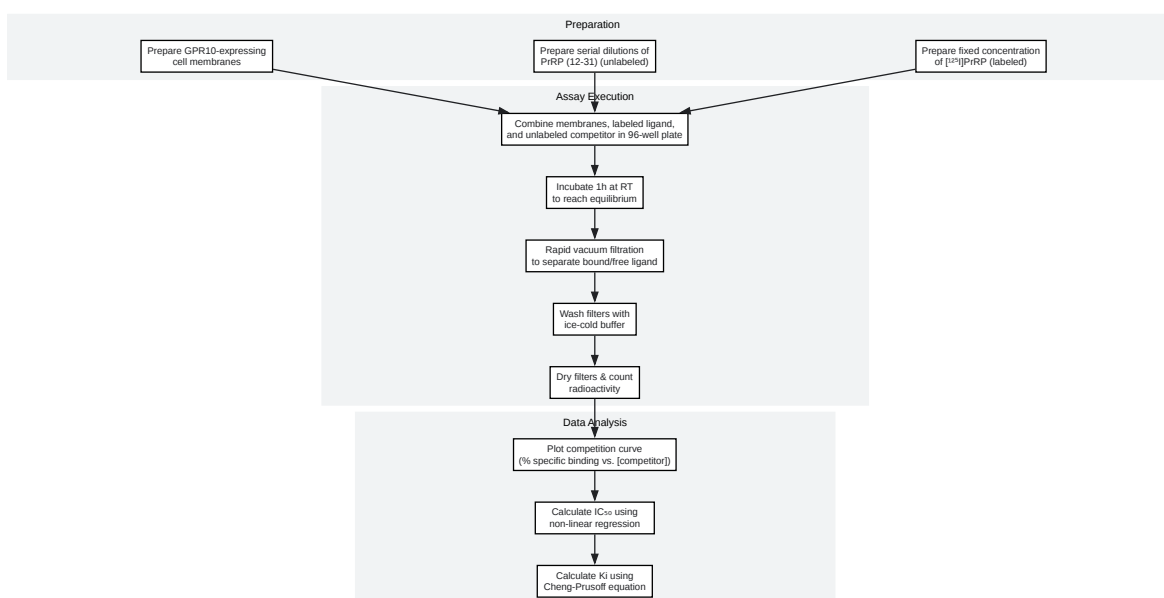 Preparation
Prepare GPR10-expressing
cell membranes
Prepare serial dilutions of
PrRP (12-31) (unlabeled)
Prepare fixed concentration
of [¹²⁵I]PrRP (labeled)
Assay Execution
Combine membranes, labeled ligand,
and unlabeled competitor in 96-well plate
Incubate 1h at RT
to reach equilibrium
Rapid vacuum filtration
to separate bound/free ligand
Wash filters with
ice-cold buffer
Dry filters & count
radioactivity
Data Analysis
Plot competition curve
(% specific binding vs. [competitor])
Calculate IC₅₀ using
non-linear regression
Calculate Ki using
Cheng-Prusoff equation